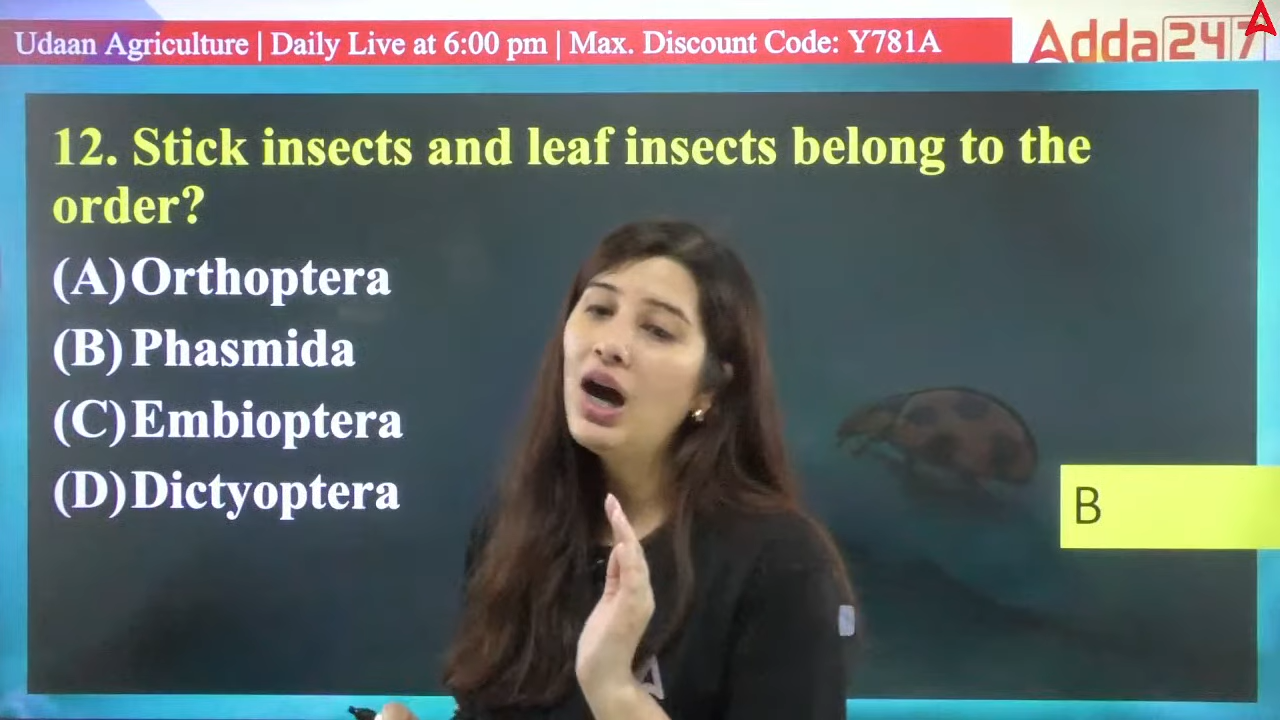 Udaan Agriculture | Daily Live at 6:00 pm | Max. Discount Code: Y781A
Adda247
12. Stick insects and leaf insects belong to the
order?
(A) Orthoptera
(B) Phasmida
(C) Embioptera
(D) Dictyoptera
B